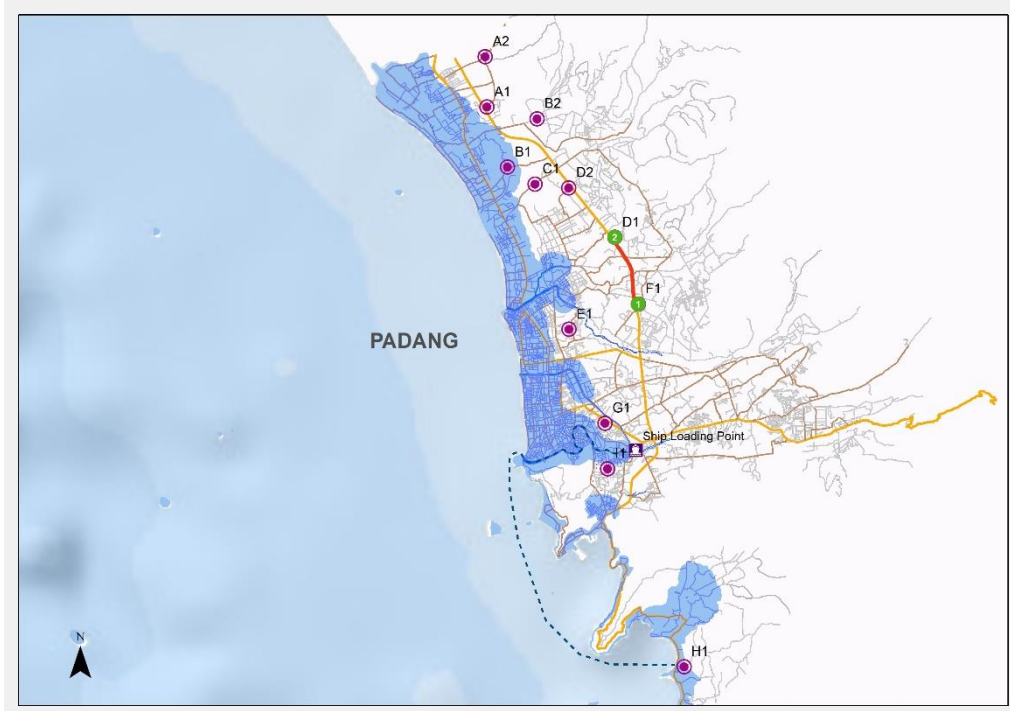 A2
A1
B2
B1
C1
D2
D1
2
F1
1
E1
PADANG
G1
Ship Loading Point
I1
N
H1